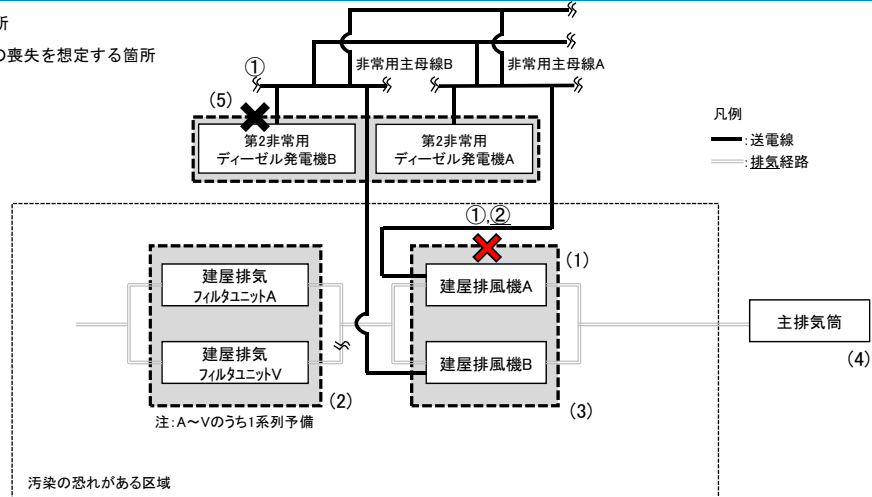 所
の喪失を想定する箇所
①
非常用主母線B
非常用主母線A
(5)
第2非常用
ディーゼル発電機B
第2非常用
ディーゼル発電機A
凡例
:送電線
:排気経路
①,②
(1)
建屋排気
フィルタユニットA
建屋排風機A
主排気筒
(4)
建屋排気
フィルタユニットV
建屋排風機B
(2)
(3)
注:A～Vのうち1系列予備
汚染の恐れがある区域